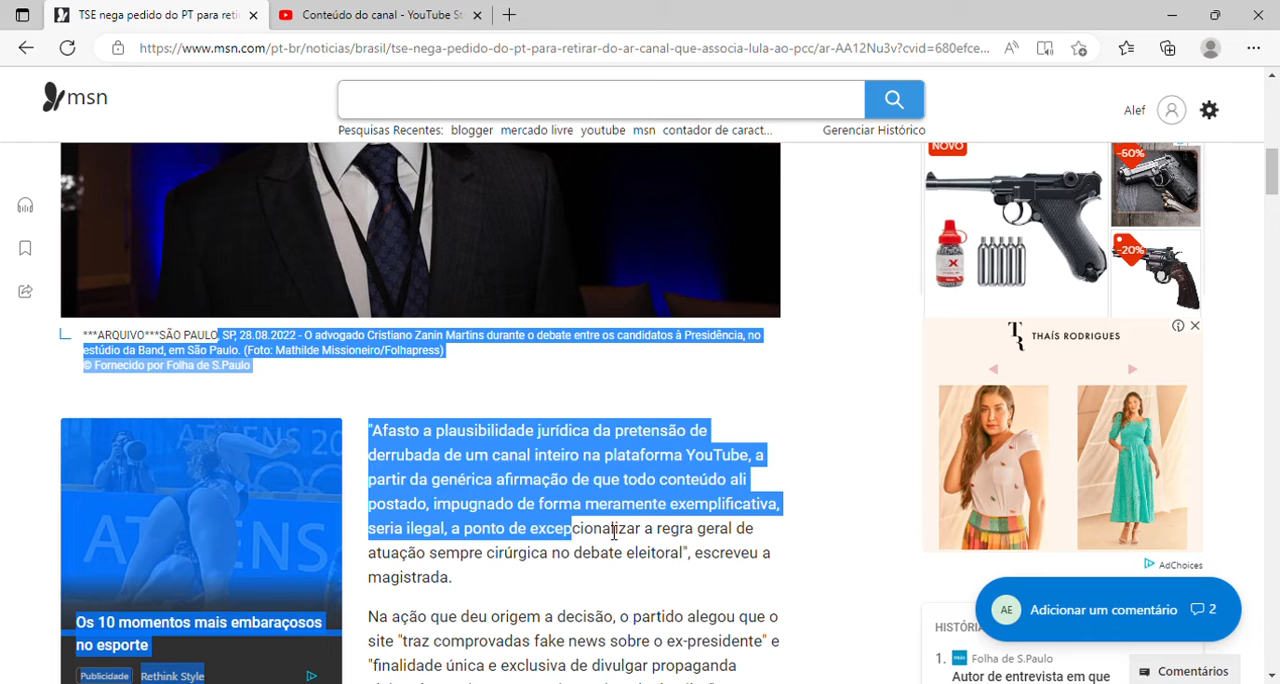 TSE nega pedido do PT para reti
Conteúdo do canal - YouTube St
https://www.msn.com/pt-br/noticias/brasil/tse-nega-pedido-do-pt-para-retirar-do-ar-canal-que-associa-lula-ao-pcc/ar-AA12Nu3v?cvid=680efce...
msn
Pesquisas Recentes: blogger mercado livre youtube msn contador de caract...
Gerenciar Histórico
Alef
NOVO
-60%
-20%
***ARQUIVO***SÃO PAULO, SP, 28.08.2022 - O advogado Cristiano Zanin Martins durante o debate entre os candidatos à Presidência, no
estúdio da Band, em São Paulo. (Foto: Mathilde Missioneiro/Folhapress)
© Fornecido por Folha de S.Paulo
THAÍS RODRIGUES
AdChoices
ATHENS 200
ATHENS
Os 10 momentos mais embaraçosos
no esporte
Publicidade Rethink Style
"Afasto a plausibilidade jurídica da pretensão de
derrubada de um canal inteiro na plataforma YouTube, a
partir da genérica afirmação de que todo conteúdo ali
postado, impugnado de forma meramente exemplificativa,
seria ilegal, a ponto de excepcionalizar a regra geral de
atuação sempre cirúrgica no debate eleitoral", escreveu a
magistrada.
Na ação que deu origem a decisão, o partido alegou que o
site "traz comprovadas fake news sobre o ex-presidente" e
"finalidade única e exclusiva de divulgar propaganda
AE Adicionar um comentário 2
HISTÓRI
1. Folha de S.Paulo
Autor de entrevista em que
Comentários